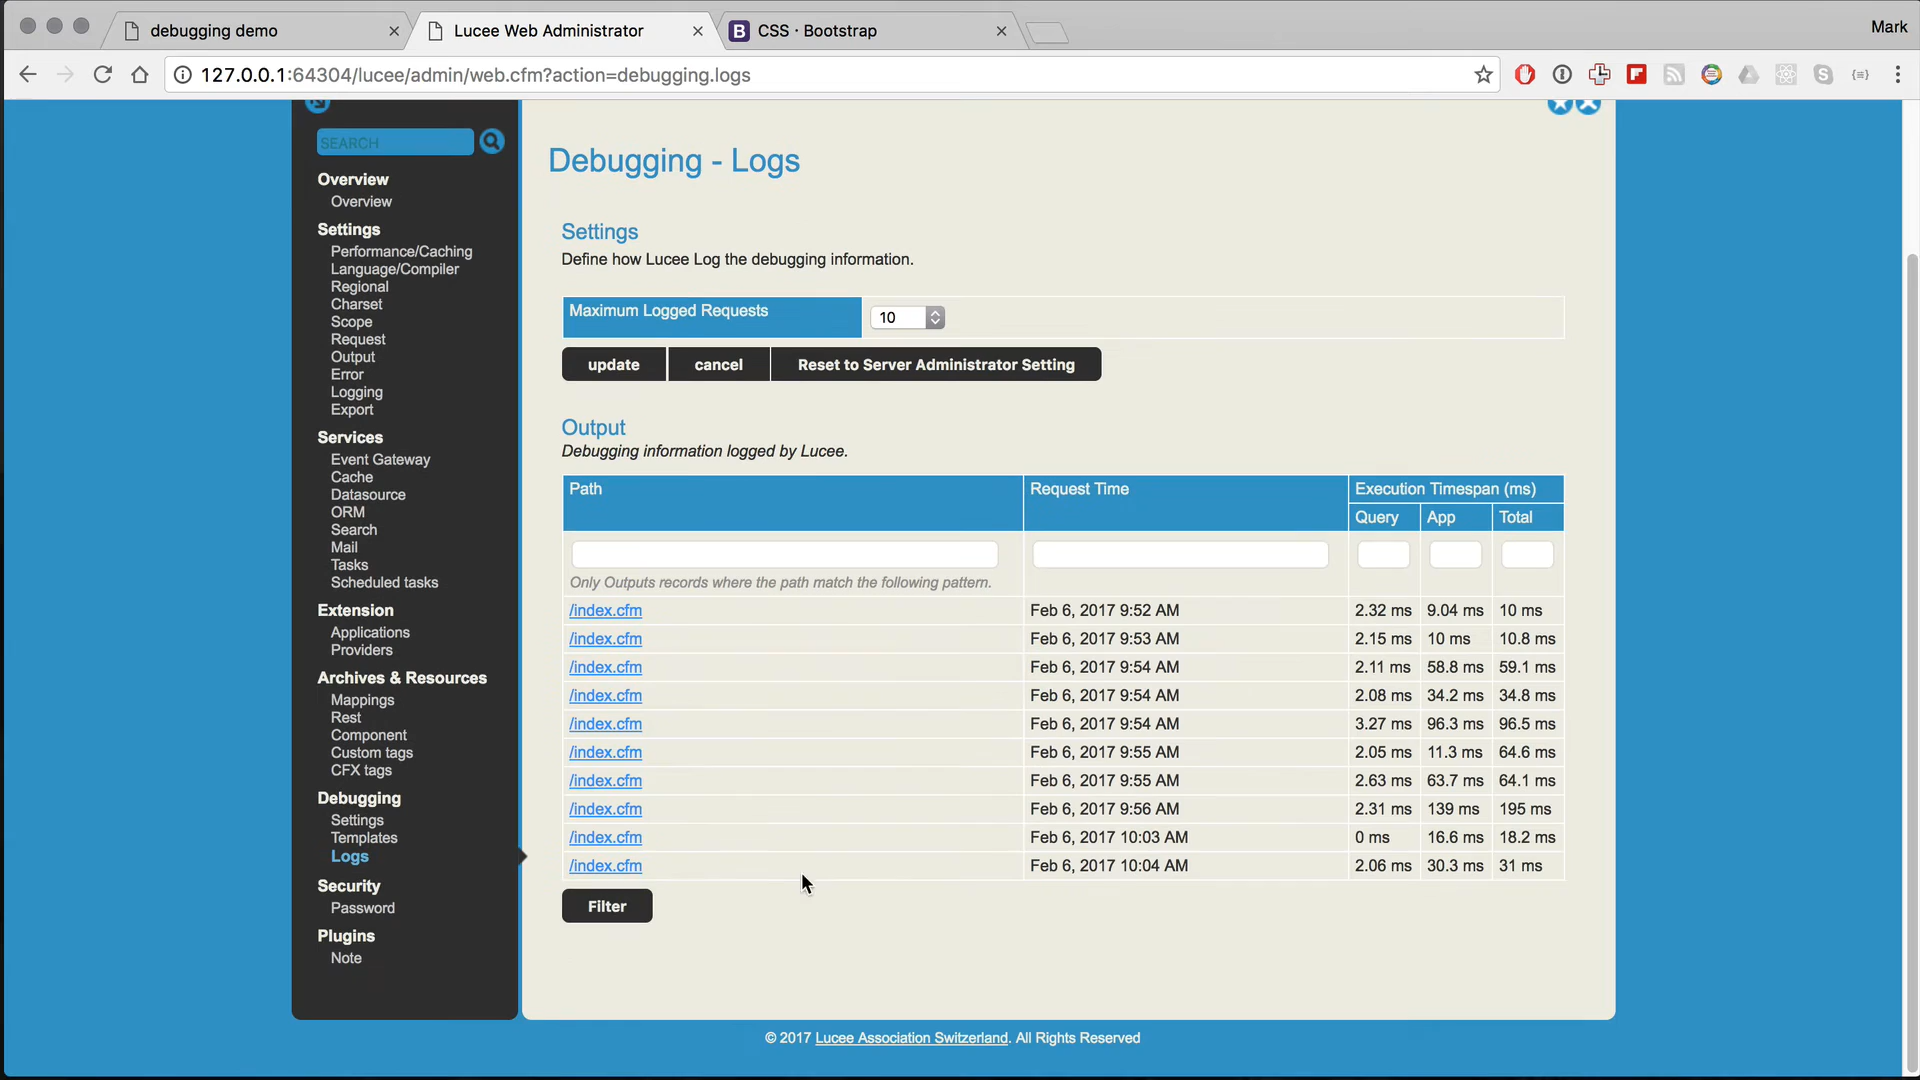 debugging demo
Lucee Web Administrator
CSS · Bootstrap
Mark
127.0.0.1:64304/lucee/admin/web.cfm?action=debugging.logs
SEARCH
Overview
Overview
Settings
Performance/Caching
Language/Compiler
Regional
Charset
Scope
Request
Output
Error
Logging
Export
Services
Event Gateway
Cache
Datasource
ORM
Search
Mail
Tasks
Scheduled tasks
Extension
Applications
Providers
Archives & Resources
Mappings
Rest
Component
Custom tags
CFX tags
Debugging
Settings
Templates
Logs
Security
Password
Plugins
Note
Debugging - Logs
Settings
Define how Lucee Log the debugging information.
Maximum Logged Requests 10
update cancel Reset to Server Administrator Setting
Output
Debugging information logged by Lucee.
Path Request Time Execution Timespan (ms)
Query App Total
Only Outputs records where the path match the following pattern.
/index.cfm Feb 6, 2017 9:52 AM 2.32 ms 9.04 ms 10 ms
/index.cfm Feb 6, 2017 9:53 AM 2.15 ms 10 ms 10.8 ms
/index.cfm Feb 6, 2017 9:54 AM 2.11 ms 58.8 ms 59.1 ms
/index.cfm Feb 6, 2017 9:54 AM 2.08 ms 34.2 ms 34.8 ms
/index.cfm Feb 6, 2017 9:54 AM 3.27 ms 96.3 ms 96.5 ms
/index.cfm Feb 6, 2017 9:55 AM 2.05 ms 11.3 ms 64.6 ms
/index.cfm Feb 6, 2017 9:55 AM 2.63 ms 63.7 ms 64.1 ms
/index.cfm Feb 6, 2017 9:56 AM 2.31 ms 139 ms 195 ms
/index.cfm Feb 6, 2017 10:03 AM 0 ms 16.6 ms 18.2 ms
/index.cfm Feb 6, 2017 10:04 AM 2.06 ms 30.3 ms 31 ms
Filter
© 2017 Lucee Association Switzerland. All Rights Reserved